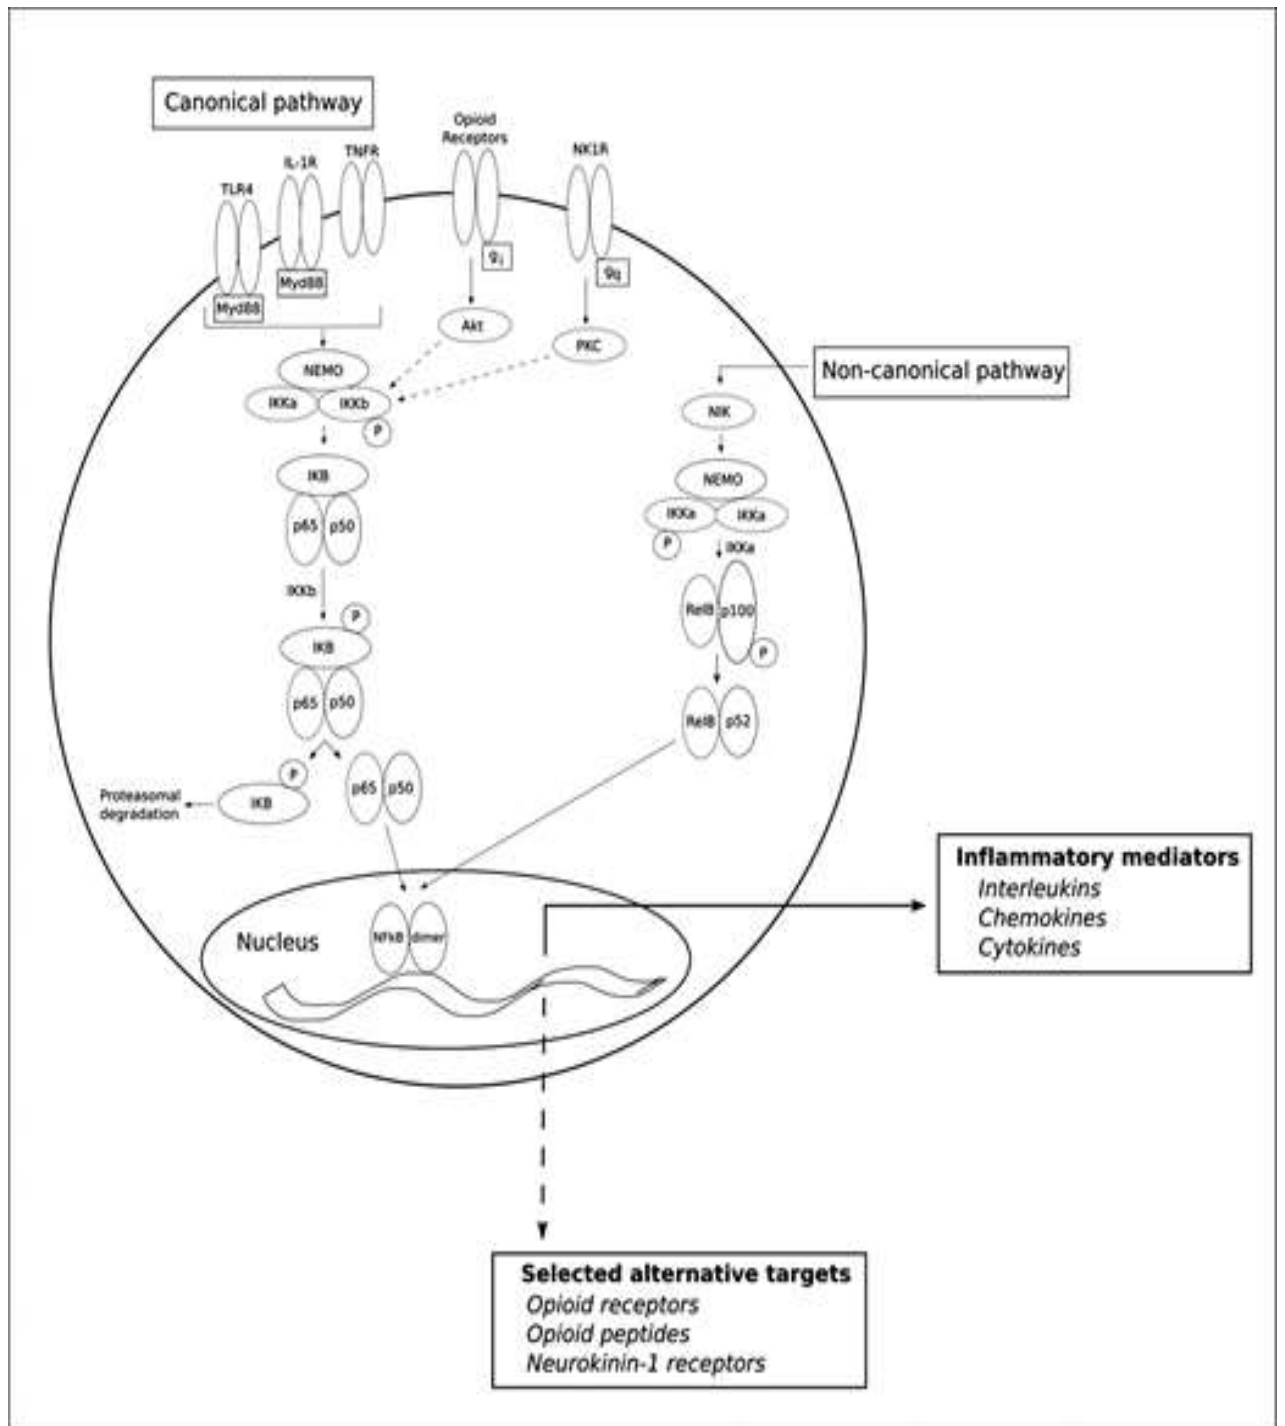 Canonical pathway
Opioid
Receptors
TNFR
IL-1R
NK1R
TLR4
gi
gq
Myd88
Myd88
Akt
PKC
NEMO
Non-canonical pathway
IKKa
IKKb
P
NIK
IKB
NEMO
p65
p50
IKKa
IKKa
P
IKKa
IKKb
RelB
p100
P
IKB
P
p65
p50
RelB
p52
P
p65
p50
Proteasomal
degradation
IKB
Inflammatory mediators
Interleukins
Chemokines
Cytokines
Nucleus
NFkB
dimer
Selected alternative targets
Opioid receptors
Opioid peptides
Neurokinin-1 receptors